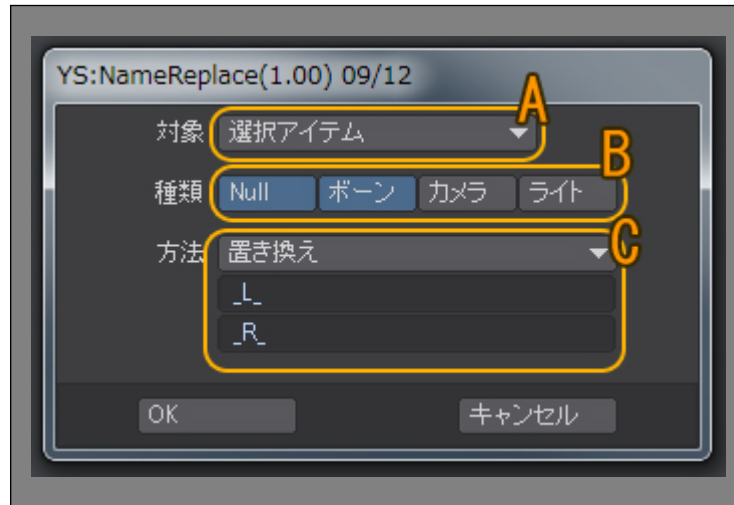 YS:NameReplace(1.00) 09/12
A
対象 選択アイテム
B
種類 Null ボーン カメラ ライト
C
方法 置き換え
_L_
_R_
OK キャンセル